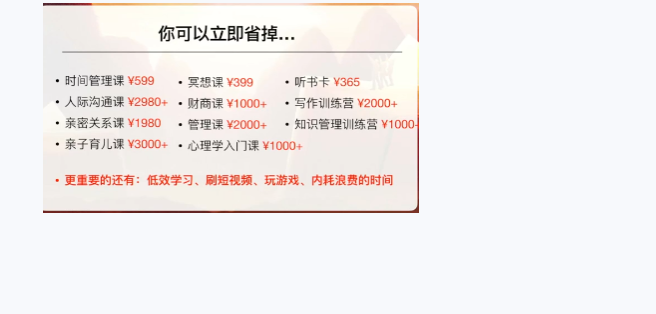 你可以立即省掉...
• 时间管理课 ¥599
• 人际沟通课 ¥2980+
• 亲密关系课 ¥1980
• 亲子育儿课 ¥3000+
• 冥想课 ¥399
• 财商课 ¥1000+
• 管理课 ¥2000+
• 心理学入门课 ¥1000+
• 听书卡 ¥365
• 写作训练营 ¥2000+
• 知识管理训练营 ¥1000+
• 更重要的还有：低效学习、刷短视频、玩游戏、内耗浪费的时间